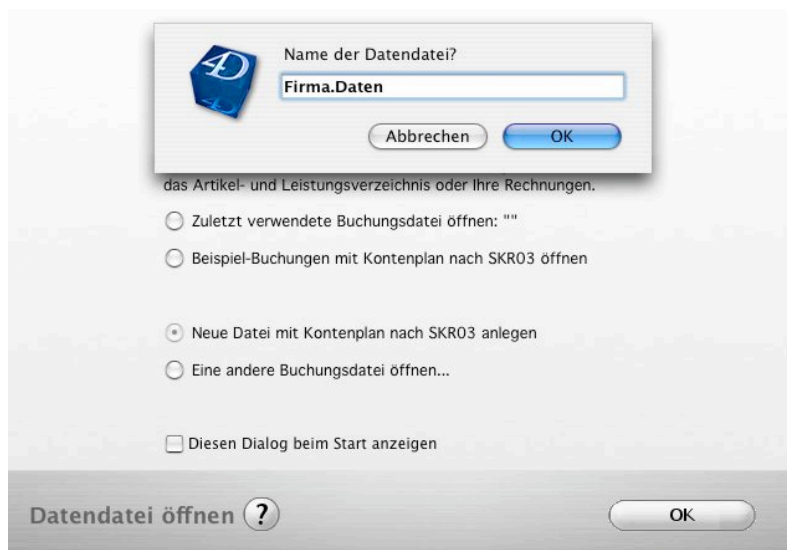 4D
Name der Datendatei?
Firma.Daten
Abbrechen
OK
das Artikel- und Leistungsverzeichnis oder Ihre Rechnungen.
Zuletzt verwendete Buchungsdatei öffnen: ""
Beispiel-Buchungen mit Kontenplan nach SKR03 öffnen
Neue Datei mit Kontenplan nach SKR03 anlegen
Eine andere Buchungsdatei öffnen...
Diesen Dialog beim Start anzeigen
Datendatei öffnen ?
OK